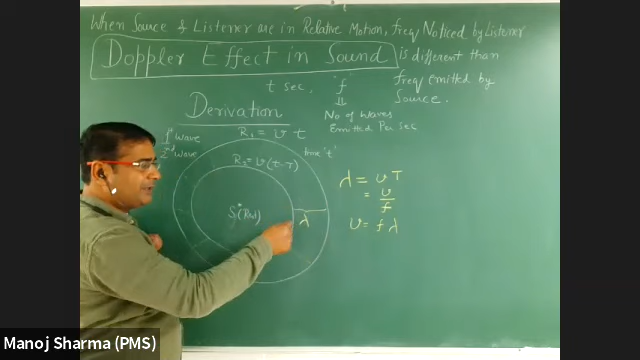 When Source & Listener are in Relative Motion, freq Noticed by Listener
Doppler Effect in Sound
is different than
freq emitted by
Source.
t sec, f
⇓
No of waves
Emitted Per sec
Derivation
1st Wave
2nd Wave
R₁ = v t
time 't'
R₂ = v(t-T)
S (Rest)
λ
λ = v T
= v/f
v = f λ
Manoj Sharma (PMS)